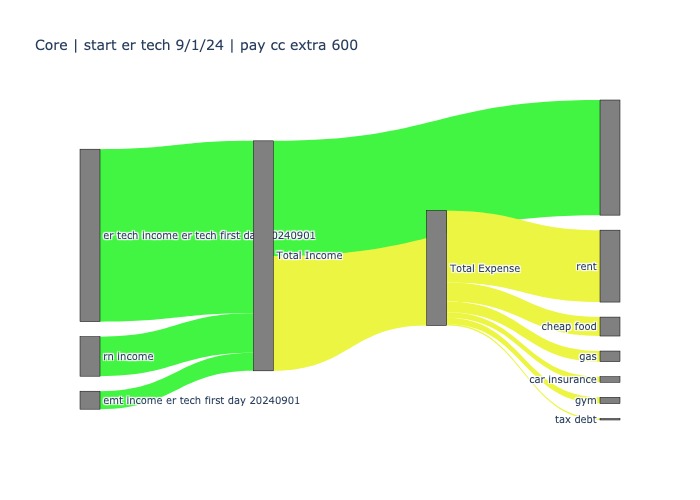 Core | start er tech 9/1/24 | pay cc extra 600
er tech income er tech first day 20240901
Total Income
Total Expense
rent
cheap food
rn income
gas
car insurance
emt income er tech first day 20240901
gym
tax debt